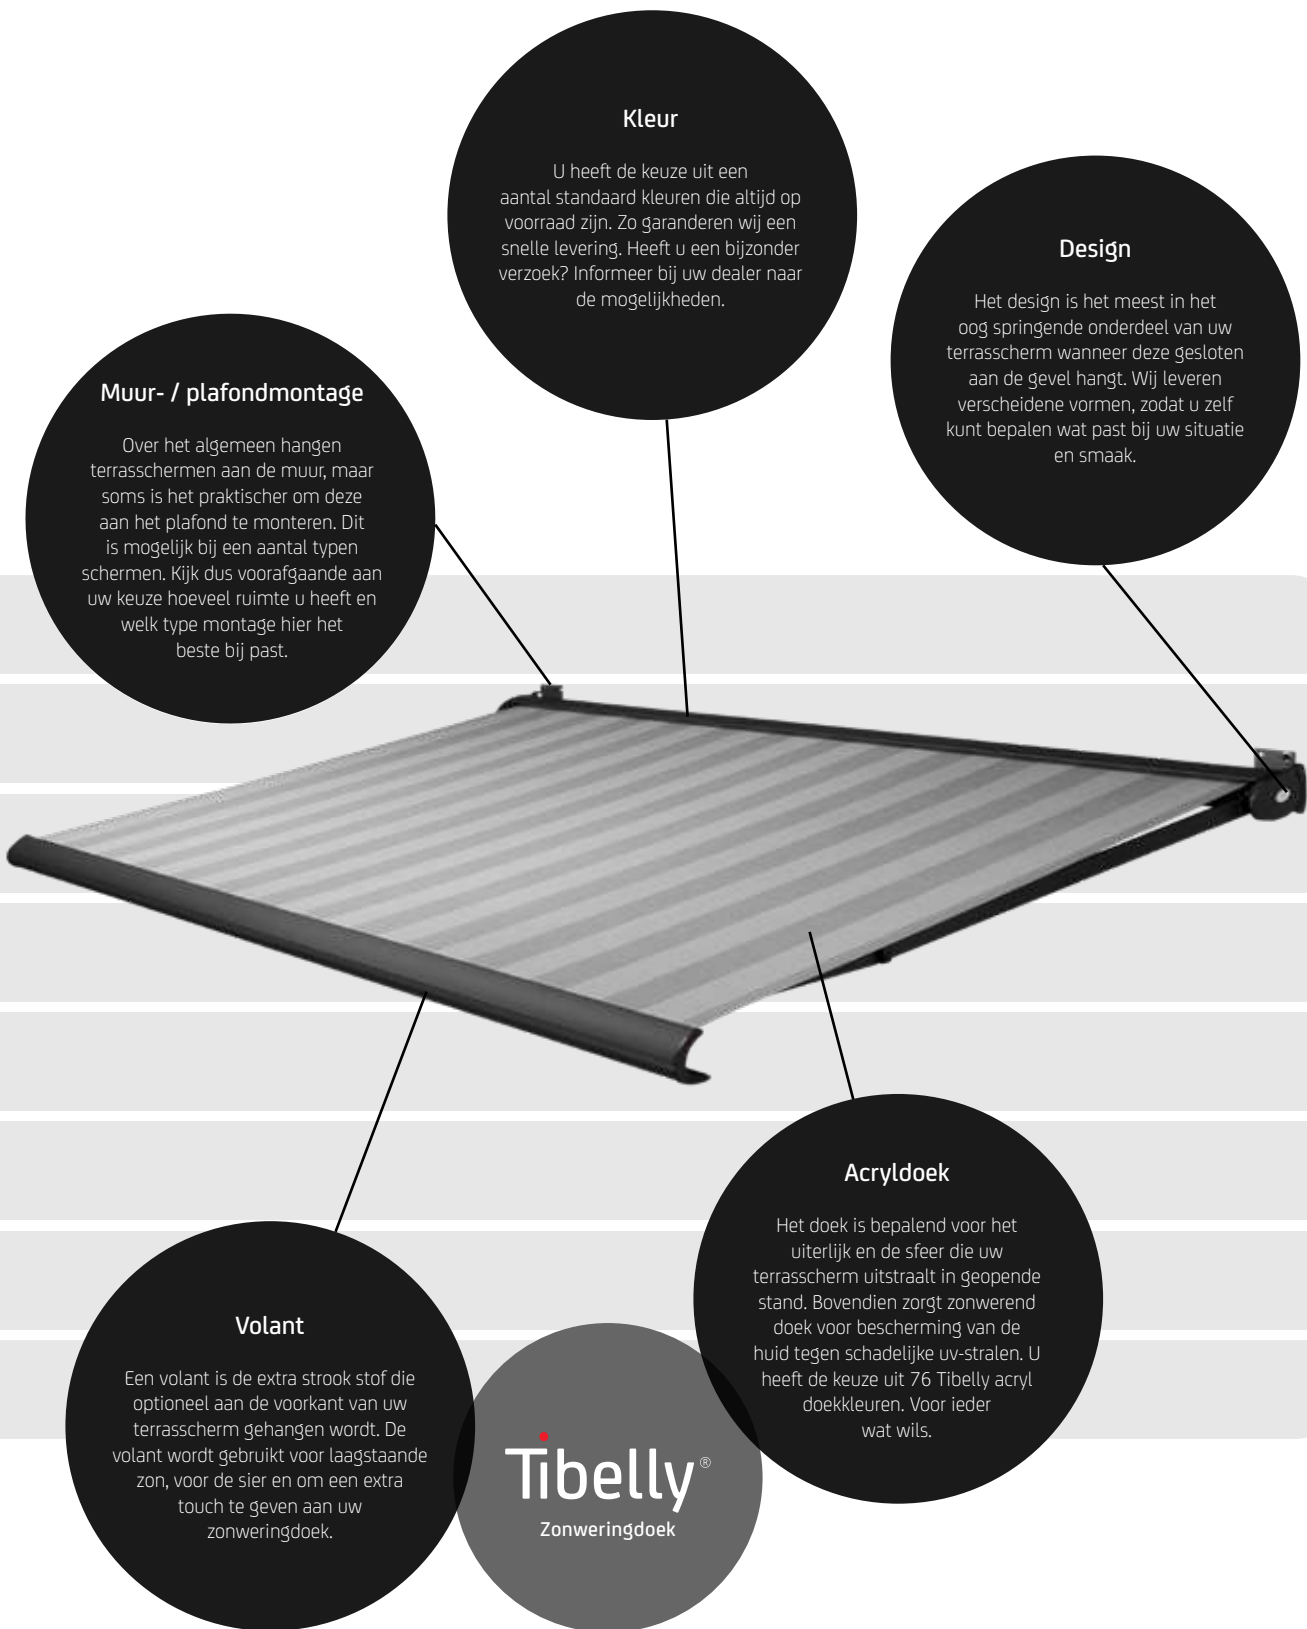 Kleur
U heeft de keuze uit een
aantal standaard kleuren die altijd op
voorraad zijn. Zo garanderen wij een
snelle levering. Heeft u een bijzonder
verzoek? Informeer bij uw dealer naar
de mogelijkheden.
Design
Het design is het meest in het
oog springende onderdeel van uw
terrasscherm wanneer deze gesloten
aan de gevel hangt. Wij leveren
verscheidene vormen, zodat u zelf
kunt bepalen wat past bij uw situatie
en smaak.
Muur- / plafondmontage
Over het algemeen hangen
terrasschermen aan de muur, maar
soms is het praktischer om deze
aan het plafond te monteren. Dit
is mogelijk bij een aantal typen
schermen. Kijk dus voorafgaande aan
uw keuze hoeveel ruimte u heeft en
welk type montage hier het
beste bij past.
Acryldoek
Het doek is bepalend voor het
uiterlijk en de sfeer die uw
terrasscherm uitstraalt in geopende
stand. Bovendien zorgt zonwerend
doek voor bescherming van de
huid tegen schadelijke uv-stralen. U
heeft de keuze uit 76 Tibelly acryl
doekkleuren. Voor ieder
wat wils.
Volant
Een volant is de extra strook stof die
optioneel aan de voorkant van uw
terrasscherm gehangen wordt. De
volant wordt gebruikt voor laagstaande
zon, voor de sier en om een extra
touch te geven aan uw
zonweringdoek.
Tibelly®
Zonweringdoek